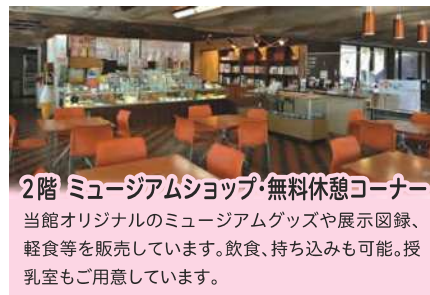 2階 ミュージアムショップ・無料休憩コーナー
当館オリジナルのミュージアムグッズや展示図録、
軽食等を販売しています。飲食、持ち込みも可能。授
乳室もご用意しています。